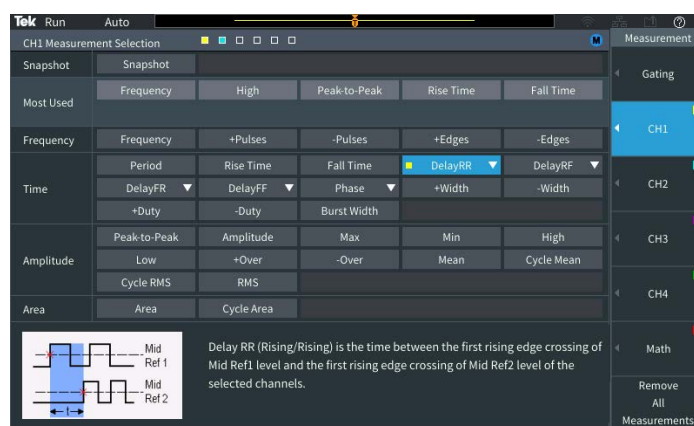 Tek Run Auto
CH1 Measurement Selection
M
Measurement
Snapshot Snapshot
Gating
Most Used
Frequency High Peak-to-Peak Rise Time Fall Time
CH1
Frequency Frequency +Pulses -Pulses +Edges -Edges
Time
Period Rise Time Fall Time DelayRR DelayRF
DelayFR DelayFF Phase +Width -Width
CH2
+Duty -Duty Burst Width
Amplitude
Peak-to-Peak Amplitude Max Min High
CH3
Low +Over -Over Mean Cycle Mean
Cycle RMS RMS
CH4
Area Area Cycle Area
Mid
Ref 1
Mid
Ref 2
t
Delay RR (Rising/Rising) is the time between the first rising edge crossing of
Mid Ref1 level and the first rising edge crossing of Mid Ref2 level of the
selected channels.
Math
Remove
All
Measurements